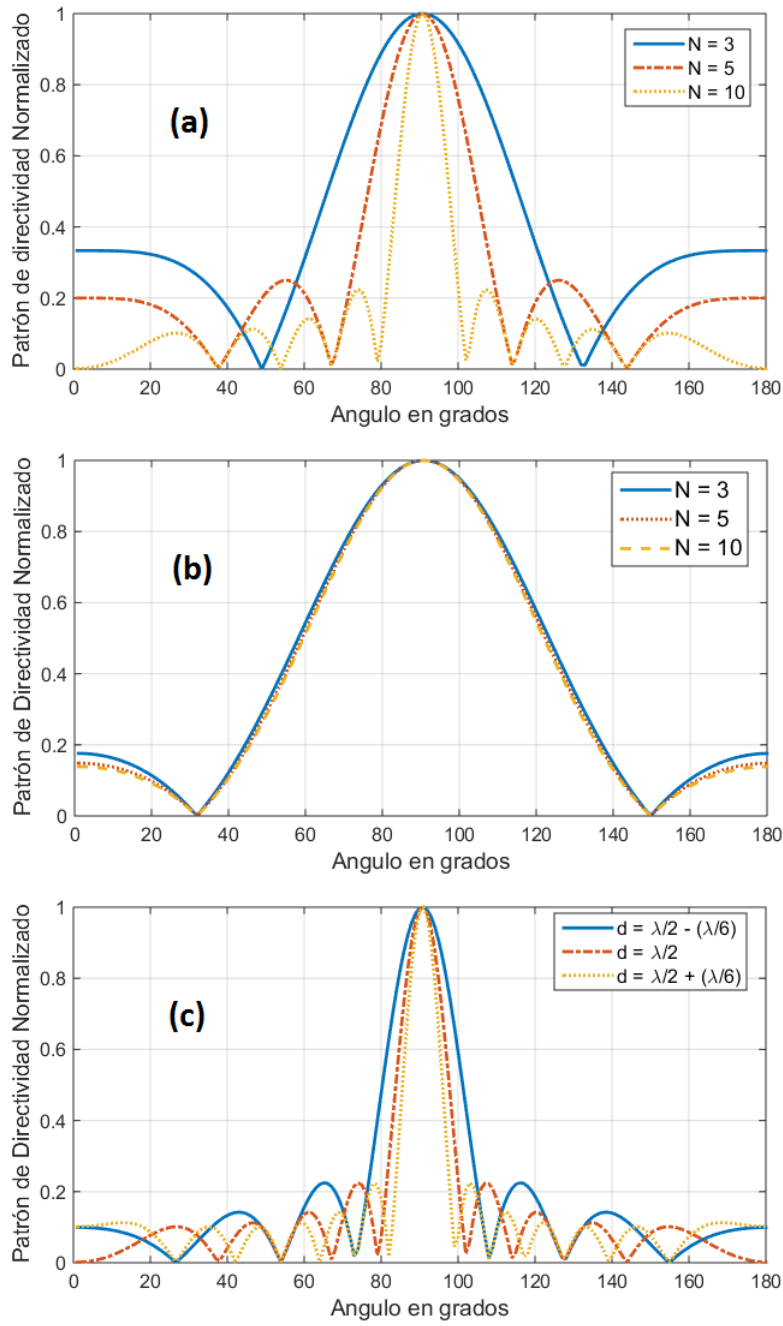 Patrón de directividad Normalizado
1
0.8
0.6
0.4
0.2
0
(a)
N = 3
N = 5
N = 10
0 20 40 60 80 100 120 140 160 180
Angulo en grados
Patrón de Directividad Normalizado
1
0.8
0.6
0.4
0.2
0
(b)
N = 3
N = 5
N = 10
0 20 40 60 80 100 120 140 160 180
Angulo en grados
Patrón de Directividad Normalizado
1
0.8
0.6
0.4
0.2
0
(c)
d = λ/2 - (λ/6)
d = λ/2
d = λ/2 + (λ/6)
0 20 40 60 80 100 120 140 160 180
Angulo en grados